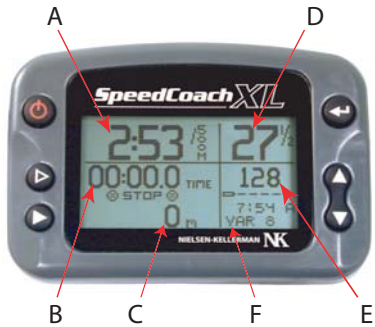 A D
SpeedCoach XL
2:53 /500M 27 1/2
00:00.0 TIME 128
STOP
7:54 A
0 m VAR 8
NIELSEN-KELLERMAN NK
B C F E